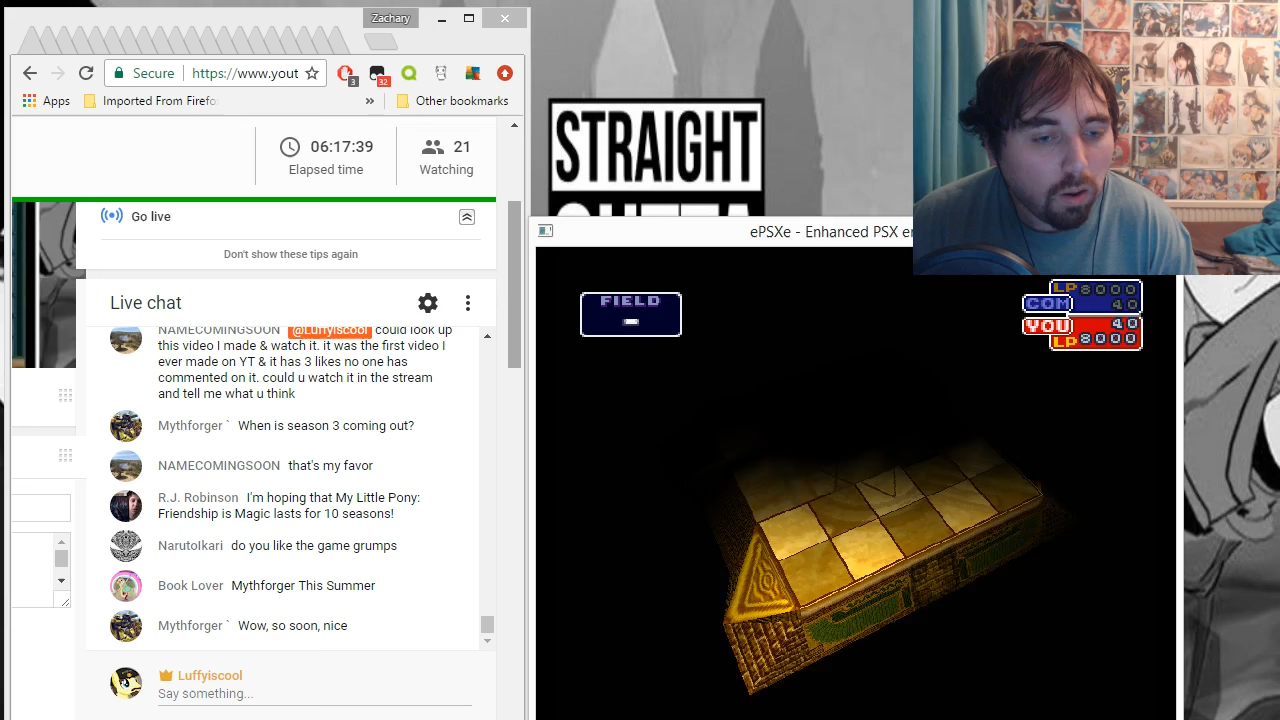 Zachary
Secure https://www.yout
3 32
Apps Imported From Firefo » Other bookmarks
06:17:39 21
Elapsed time Watching
Go live
Don't show these tips again
Live chat
NAMECOMINGSOON @Luffyiscool could look up
this video I made & watch it. it was the first video I
ever made on YT & it has 3 likes no one has
commented on it. could u watch it in the stream
and tell me what u think
Mythforger ` When is season 3 coming out?
NAMECOMINGSOON that's my favor
R.J. Robinson I'm hoping that My Little Pony:
Friendship is Magic lasts for 10 seasons!
NarutoIkari do you like the game grumps
Book Lover Mythforger This Summer
Mythforger ` Wow, so soon, nice
Luffyiscool
Say something...
STRAIGHT
OUTTA
ePSXe - Enhanced PSX em
FIELD
LP 8000
COM 40
YOU 40
LP 8000